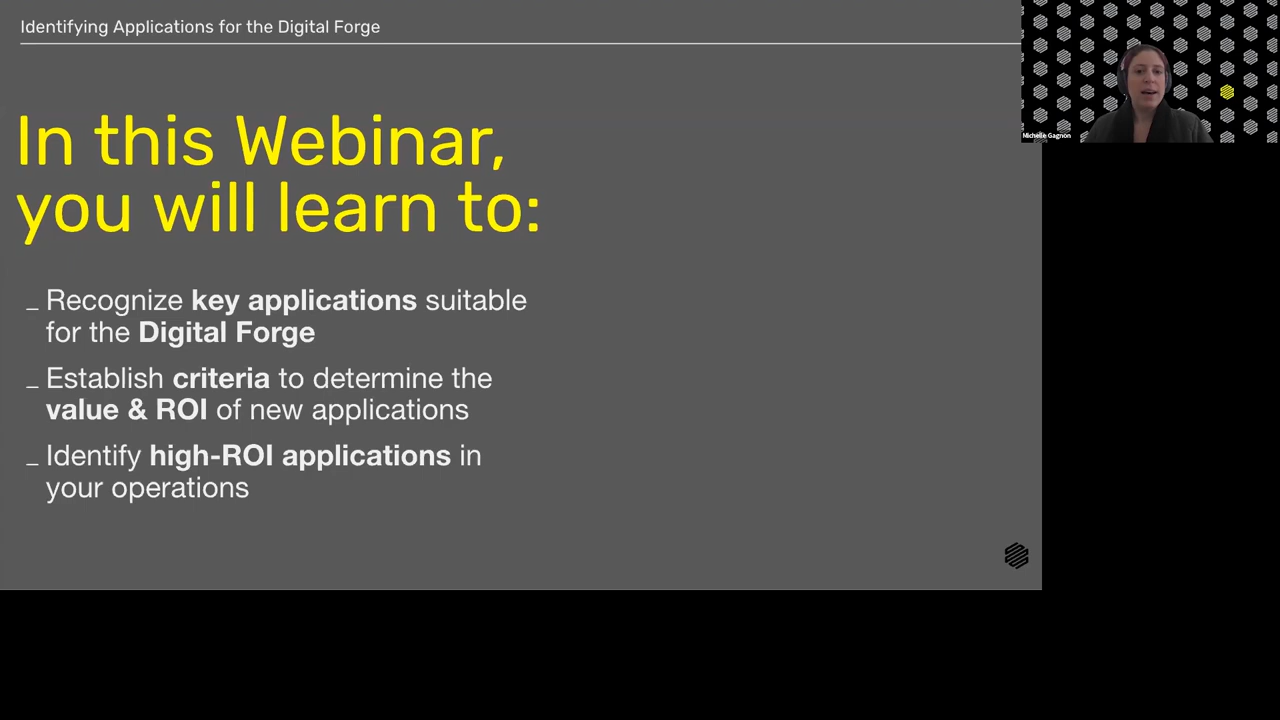 Identifying Applications for the Digital Forge
Michelle Gagnon
In this Webinar,
you will learn to:
_ Recognize key applications suitable
for the Digital Forge
_ Establish criteria to determine the
value & ROI of new applications
_ Identify high-ROI applications in
your operations